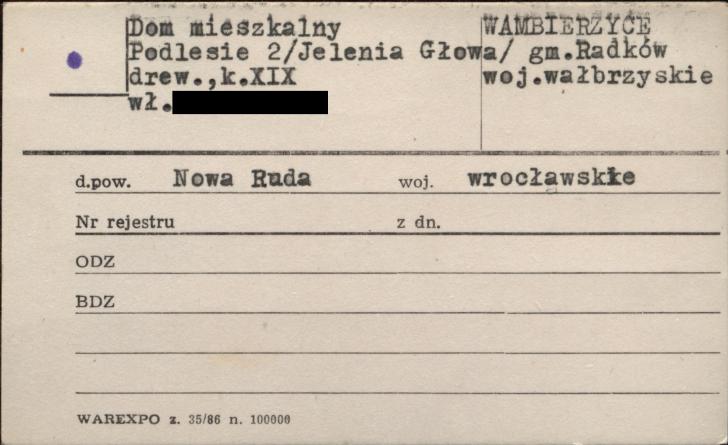 Dom mieszkalny WAMBIERZYCE
Podlesie 2/Jelenia Głowa/ gm.Radków
drew.,k.XIX woj.wałbrzyskie
wł.
d.pow. Nowa Ruda woj. wrocławskie
Nr rejestru z dn.
ODZ
BDZ
WAREXPO z. 35/86 n. 100000